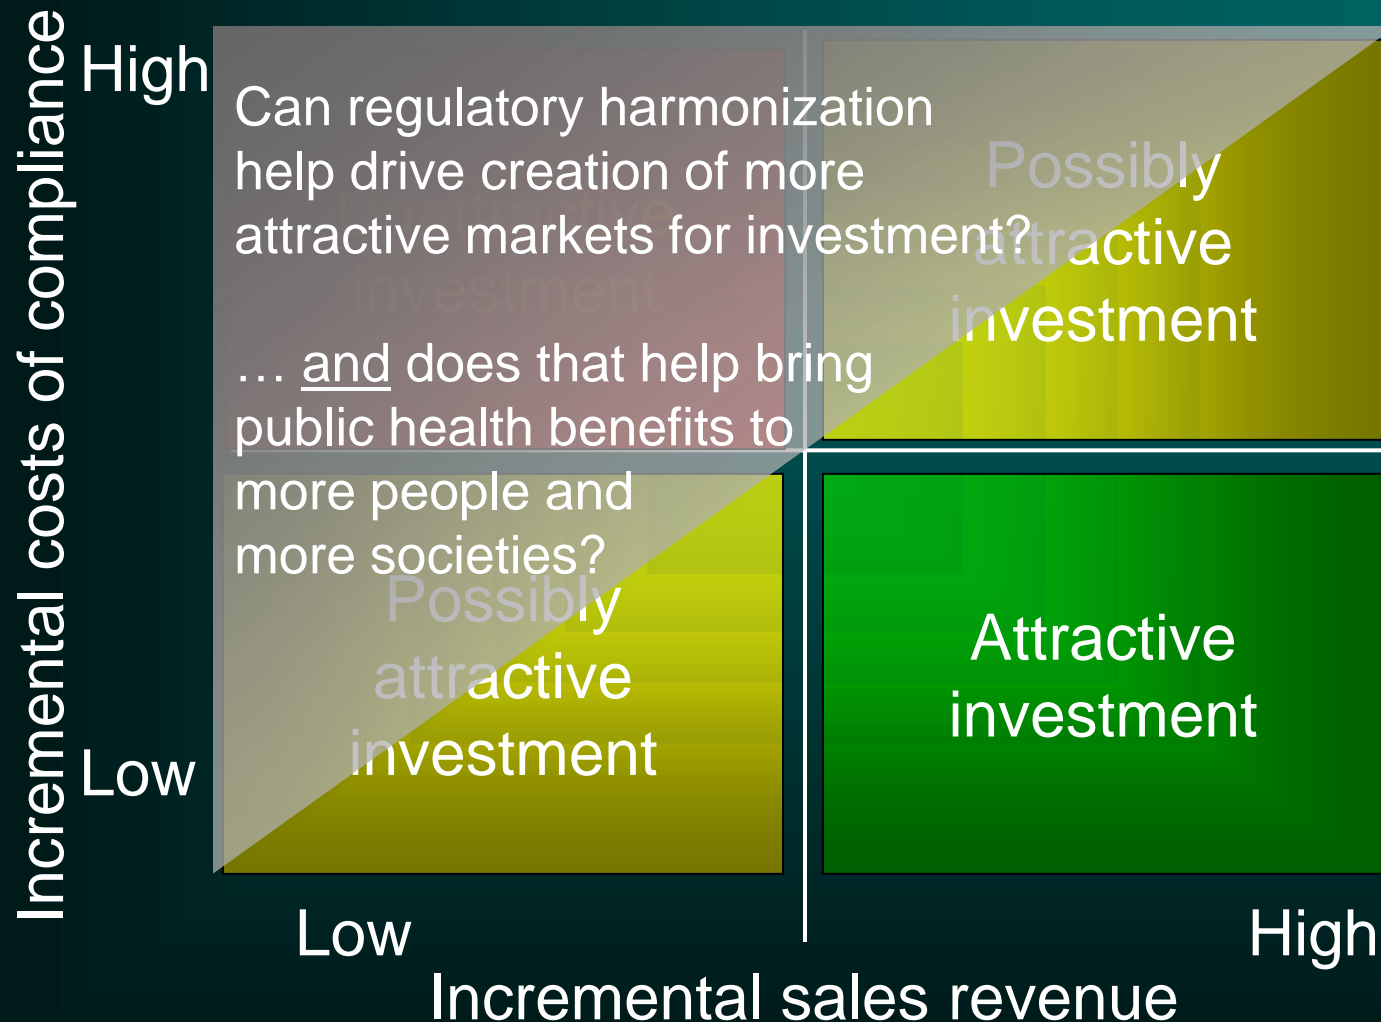 Incremental costs of compliance
High
Can regulatory harmonization
help drive creation of more
attractive markets for investment?
… and does that help bring
public health benefits to
more people and
more societies?
Unattractive
investment
Possibly
attractive
investment
Possibly
attractive
investment
Attractive
investment
Low
Low
High
Incremental sales revenue